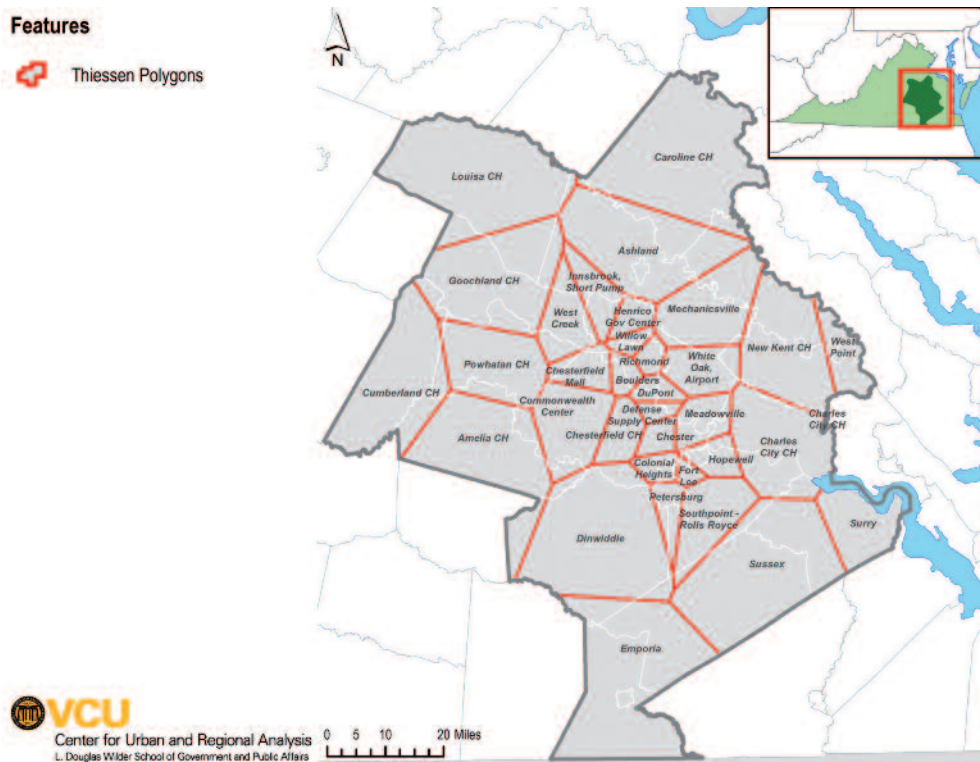 Features
Thiessen Polygons
N
Caroline CH
Louisa CH
Ashland
Goochland CH
Innsbrook,
Short Pump
West
Creek
Henrico
Gov Center
Mechanicsville
Willow
Lawn
Richmond
White
Oak,
Airport
New Kent CH
West
Point
Powhatan CH
Chesterfield
Mall
Boulders
DuPont
Cumberland CH
Commonwealth
Center
Defense
Supply Center
Meadowville
Charles
City CH
Amelia CH
Chesterfield CH
Chester
Charles
City CH
Hopewell
Colonial
Heights
Fort
Lee
Petersburg
Southpoint -
Rolls Royce
Surry
Dinwiddie
Sussex
Emporia
VCU
Center for Urban and Regional Analysis
L. Douglas Wilder School of Government and Public Affairs
0 5 10 20 Miles